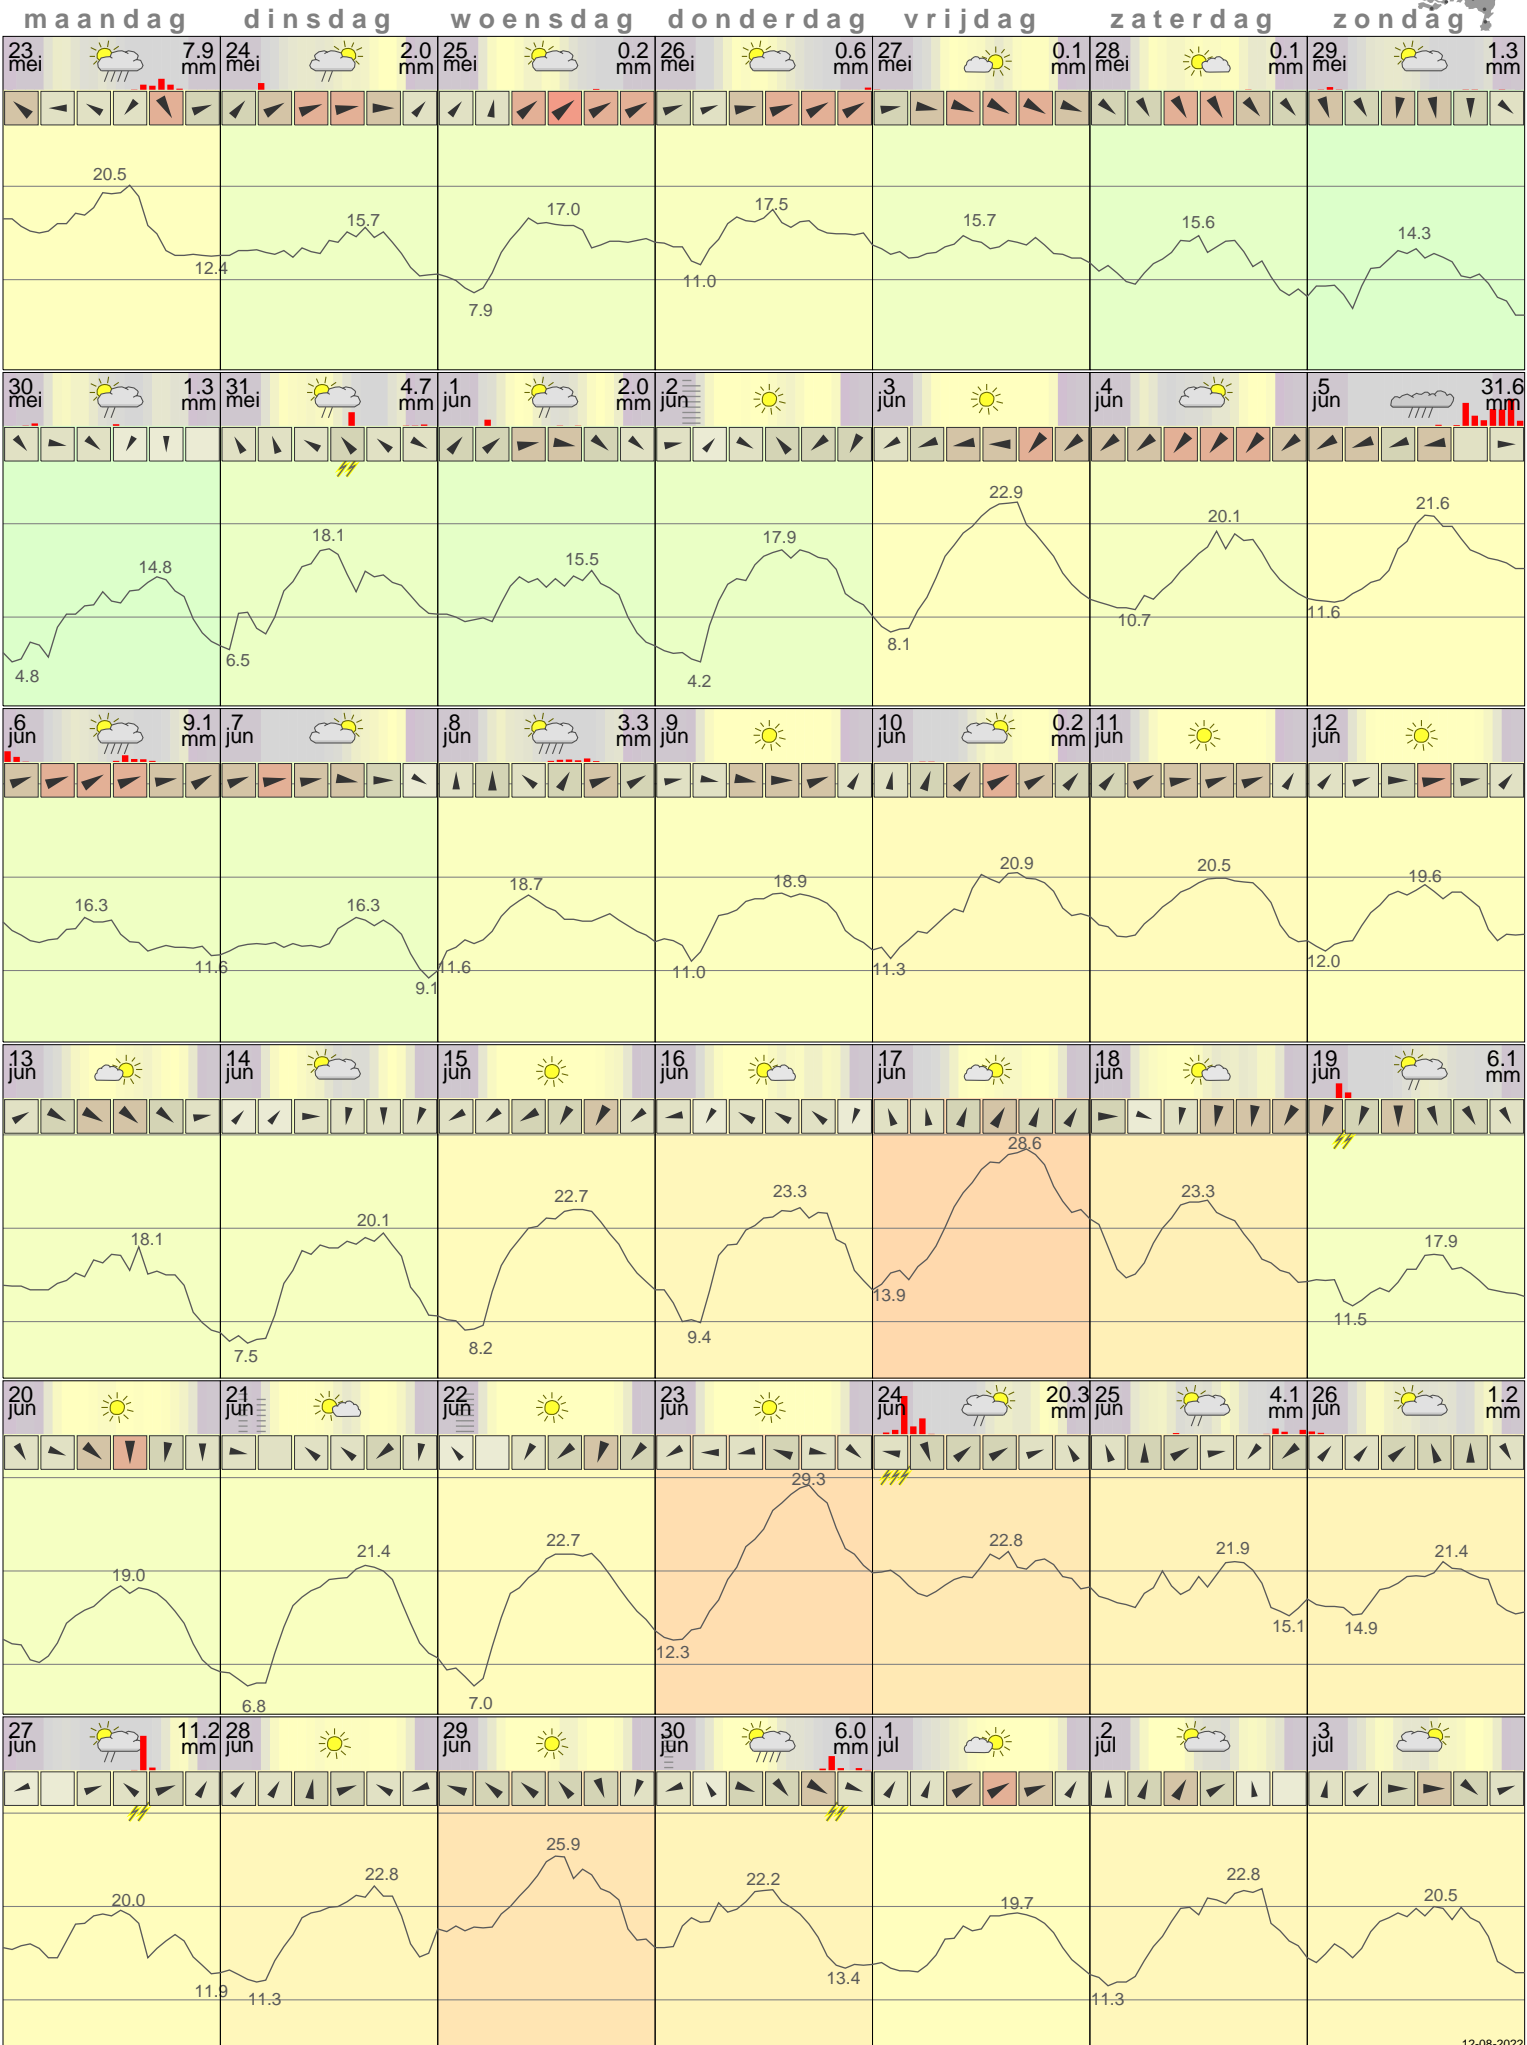 maandag dinsdag woensdag donderdag vrijdag zaterdag zondag
23 mei 7.9 mm 24 mei 2.0 mm 25 mei 0.2 mm 26 mei 0.6 mm 27 mei 0.1 mm 28 mei 0.1 mm 29 mei 1.3 mm
20.5 12.4 15.7 7.9 17.0 11.0 17.5 15.7 15.6 14.3
30 mei 1.3 mm 31 mei 4.7 mm 1 jun 2.0 mm 2 jun 3 jun 4 jun 5 jun 31.6 mm
4.8 14.8 6.5 18.1 15.5 4.2 17.9 8.1 22.9 10.7 20.1 11.6 21.6
6 jun 9.1 mm 7 jun 8 jun 3.3 mm 9 jun 10 jun 0.2 mm 11 jun 12 jun
16.3 11.6 16.3 9.1 11.6 18.7 11.0 18.9 11.3 20.9 20.5 12.0 19.6
13 jun 14 jun 15 jun 16 jun 17 jun 18 jun 19 jun 6.1 mm
18.1 7.5 20.1 8.2 22.7 9.4 23.3 13.9 28.6 23.3 11.5 17.9
20 jun 21 jun 22 jun 23 jun 24 jun 20.3 mm 25 jun 4.1 mm 26 jun 1.2 mm
19.0 6.8 21.4 7.0 22.7 12.3 29.3 22.8 21.9 15.1 14.9 21.4
27 jun 11.2 mm 28 jun 29 jun 30 jun 6.0 mm 1 jul 2 jul 3 jul
20.0 11.9 11.3 22.8 25.9 22.2 13.4 19.7 11.3 22.8 20.5
12-08-2022